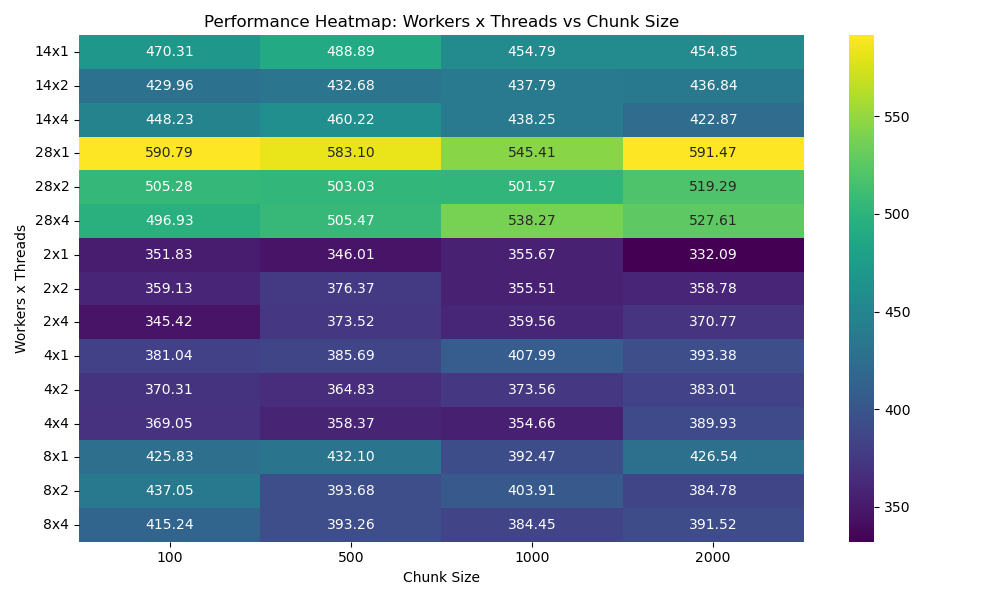 Performance Heatmap: Workers x Threads vs Chunk Size
14x1 470.31 488.89 454.79 454.85
14x2 429.96 432.68 437.79 436.84
14x4 448.23 460.22 438.25 422.87
28x1 590.79 583.10 545.41 591.47
28x2 505.28 503.03 501.57 519.29
28x4 496.93 505.47 538.27 527.61
2x1 351.83 346.01 355.67 332.09
2x2 359.13 376.37 355.51 358.78
2x4 345.42 373.52 359.56 370.77
4x1 381.04 385.69 407.99 393.38
4x2 370.31 364.83 373.56 383.01
4x4 369.05 358.37 354.66 389.93
8x1 425.83 432.10 392.47 426.54
8x2 437.05 393.68 403.91 384.78
8x4 415.24 393.26 384.45 391.52
100 500 1000 2000
Chunk Size
Workers x Threads
550
500
450
400
350